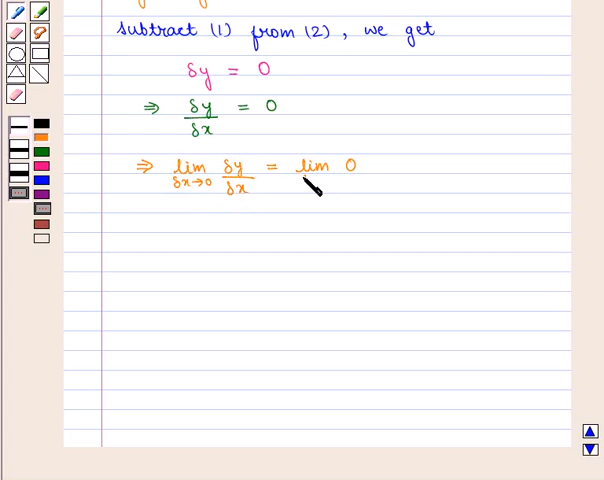 subtract (1) from (2), we get
δy = 0
⇒ δy/δx = 0
⇒ lim δx→0 δy/δx = lim 0